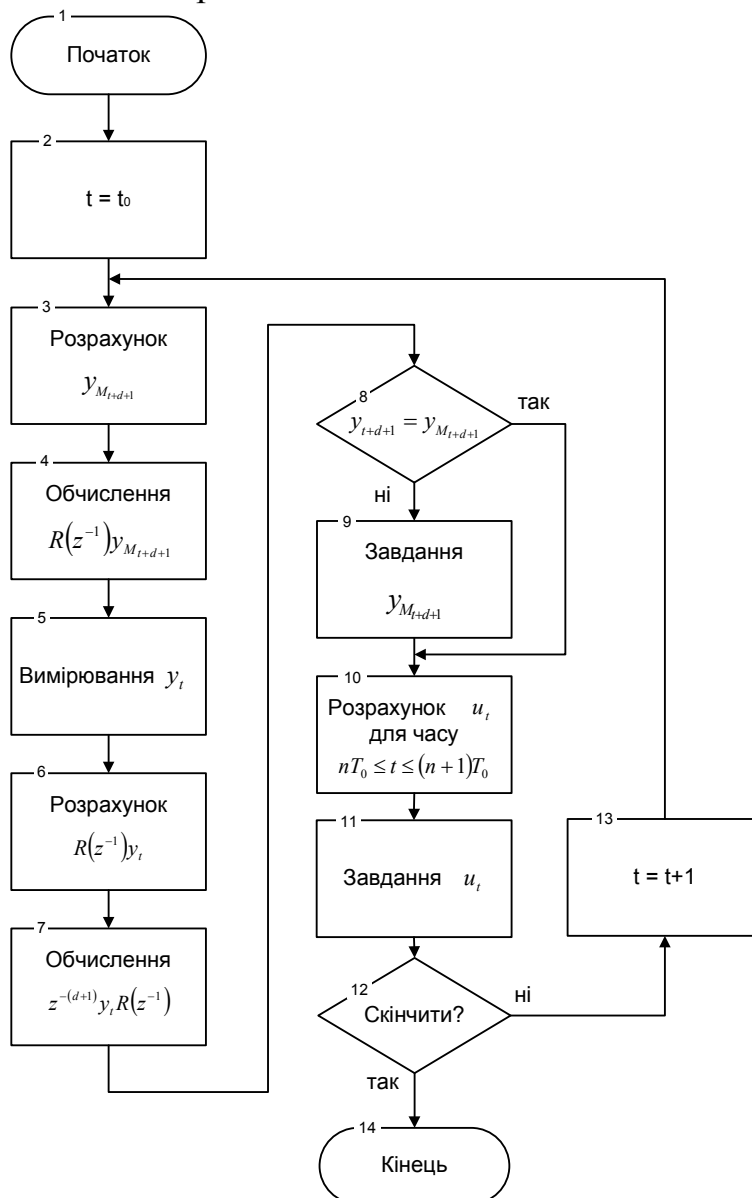 1
Початок
2
t = t₀
3
Розрахунок
y_{M_{t+d+1}}
4
Обчислення
R(z^{-1})y_{M_{t+d+1}}
5
Вимірювання y_t
6
Розрахунок
R(z^{-1})y_t
7
Обчислення
z^{-(d+1)}y_t R(z^{-1})
8
y_{t+d+1} = y_{M_{t+d+1}}
так
ні
9
Завдання
y_{M_{t+d+1}}
10
Розрахунок u_t
для часу
nT_0 ≤ t ≤ (n+1)T_0
11
Завдання u_t
12
Скінчити?
ні
так
13
t = t+1
14
Кінець